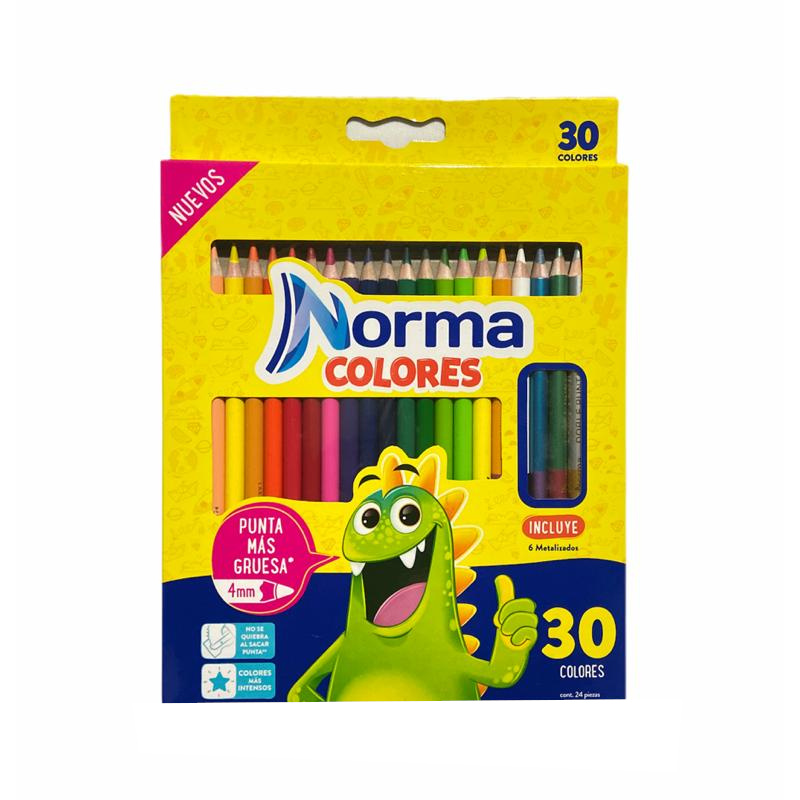 30
COLORES
NUEVOS
Norma
COLORES
INCLUYE
6 Metalizados
PUNTA
MÁS
GRUESA*
4mm
NO SE
QUIEBRA
AL SACAR
PUNTA**
COLORES
MÁS
INTENSOS
30
COLORES
cont. 24 piezas